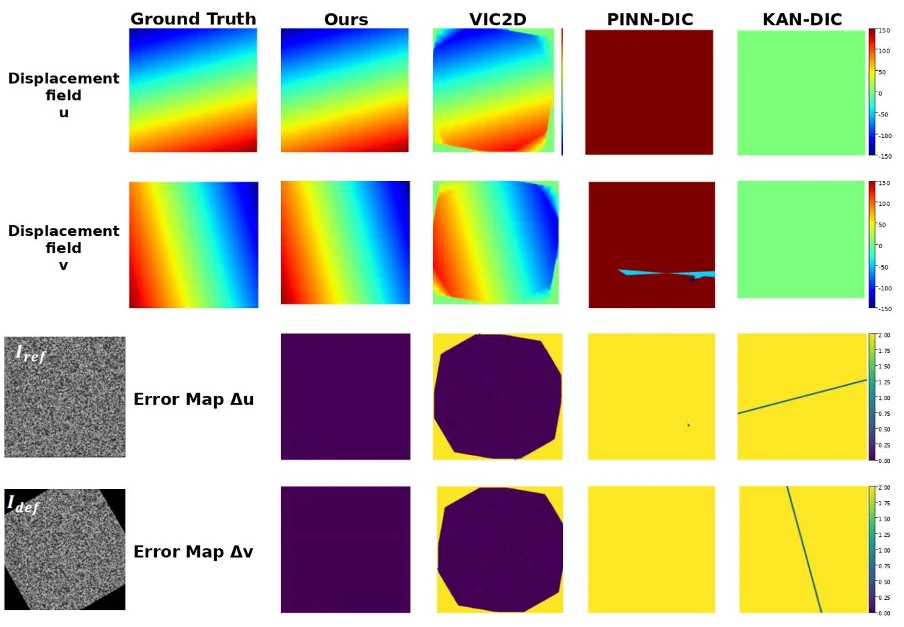 Ground Truth Ours VIC2D PINN-DIC KAN-DIC
Displacement
field
u
150
100
50
0
-50
-100
-150
Displacement
field
v
150
100
50
0
-50
-100
-150
I_ref
Error Map Δu
2.00
1.75
1.50
1.25
1.00
0.75
0.50
0.25
0.00
I_def
Error Map Δv
2.00
1.75
1.50
1.25
1.00
0.75
0.50
0.25
0.00